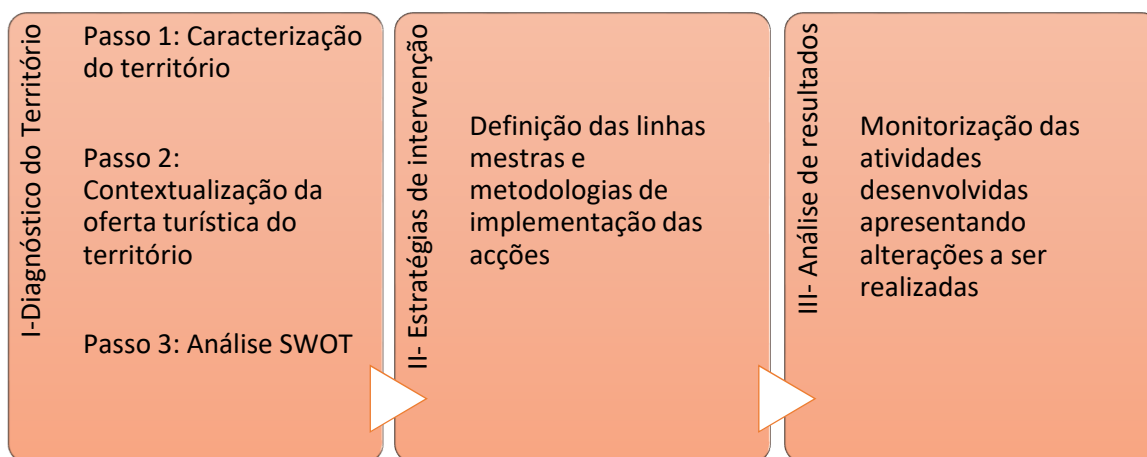 I-Diagnóstico do Território
Passo 1: Caracterização
do território
Passo 2:
Contextualização da
oferta turística do
território
Passo 3: Análise SWOT
II- Estratégias de intervenção
Definição das linhas
mestras e
metodologias de
implementação das
acções
III- Análise de resultados
Monitorização das
atividades
desenvolvidas
apresentando
alterações a ser
realizadas